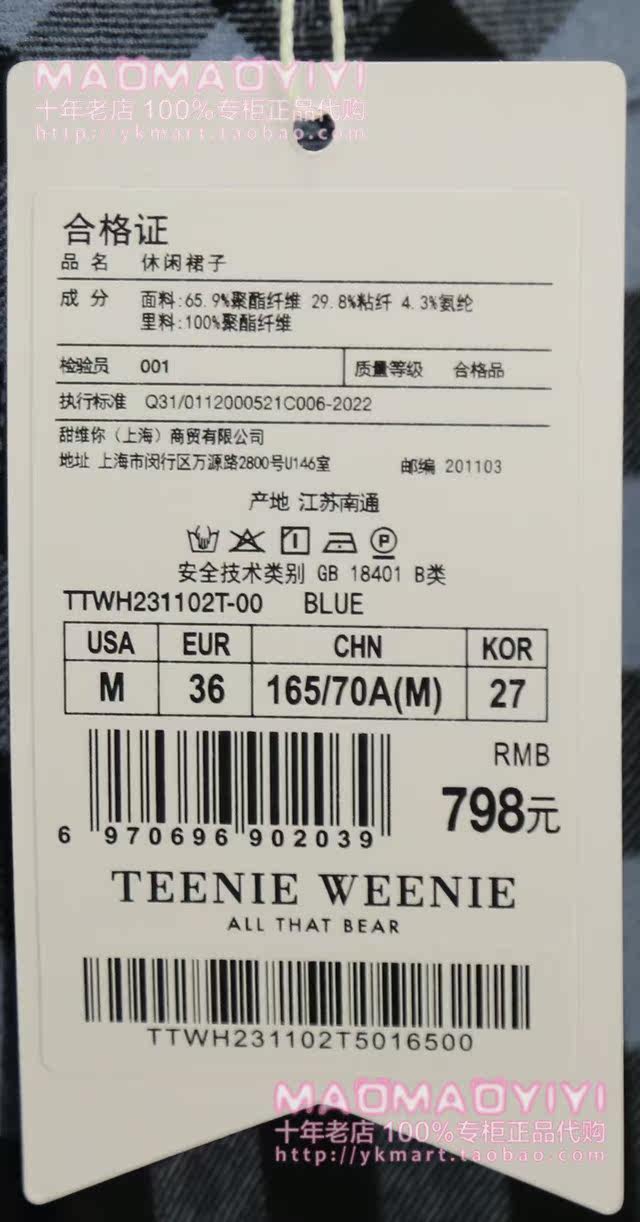 MAOMAOYIYI
十年老店 100%专柜正品代购
http://ykmart.taobao.com
合格证
品 名 休闲裙子
成 分 面料:65.9%聚酯纤维 29.8%粘纤 4.3%氨纶
里料:100%聚酯纤维
检验员 001 质量等级 合格品
执行标准 Q31/0112000521C006-2022
甜维你（上海）商贸有限公司
地址 上海市闵行区万源路2800号U146室 邮编 201103
产地 江苏南通
P
安全技术类别 GB 18401 B类
TTWH231102T-00 BLUE
USA EUR CHN KOR
M 36 165/70A(M) 27
RMB
798元
6 970696 902039
TEENIE WEENIE
ALL THAT BEAR
TTWH231102T5016500
MAOMAOYIYI
十年老店 100%专柜正品代购
http://ykmart.taobao.com